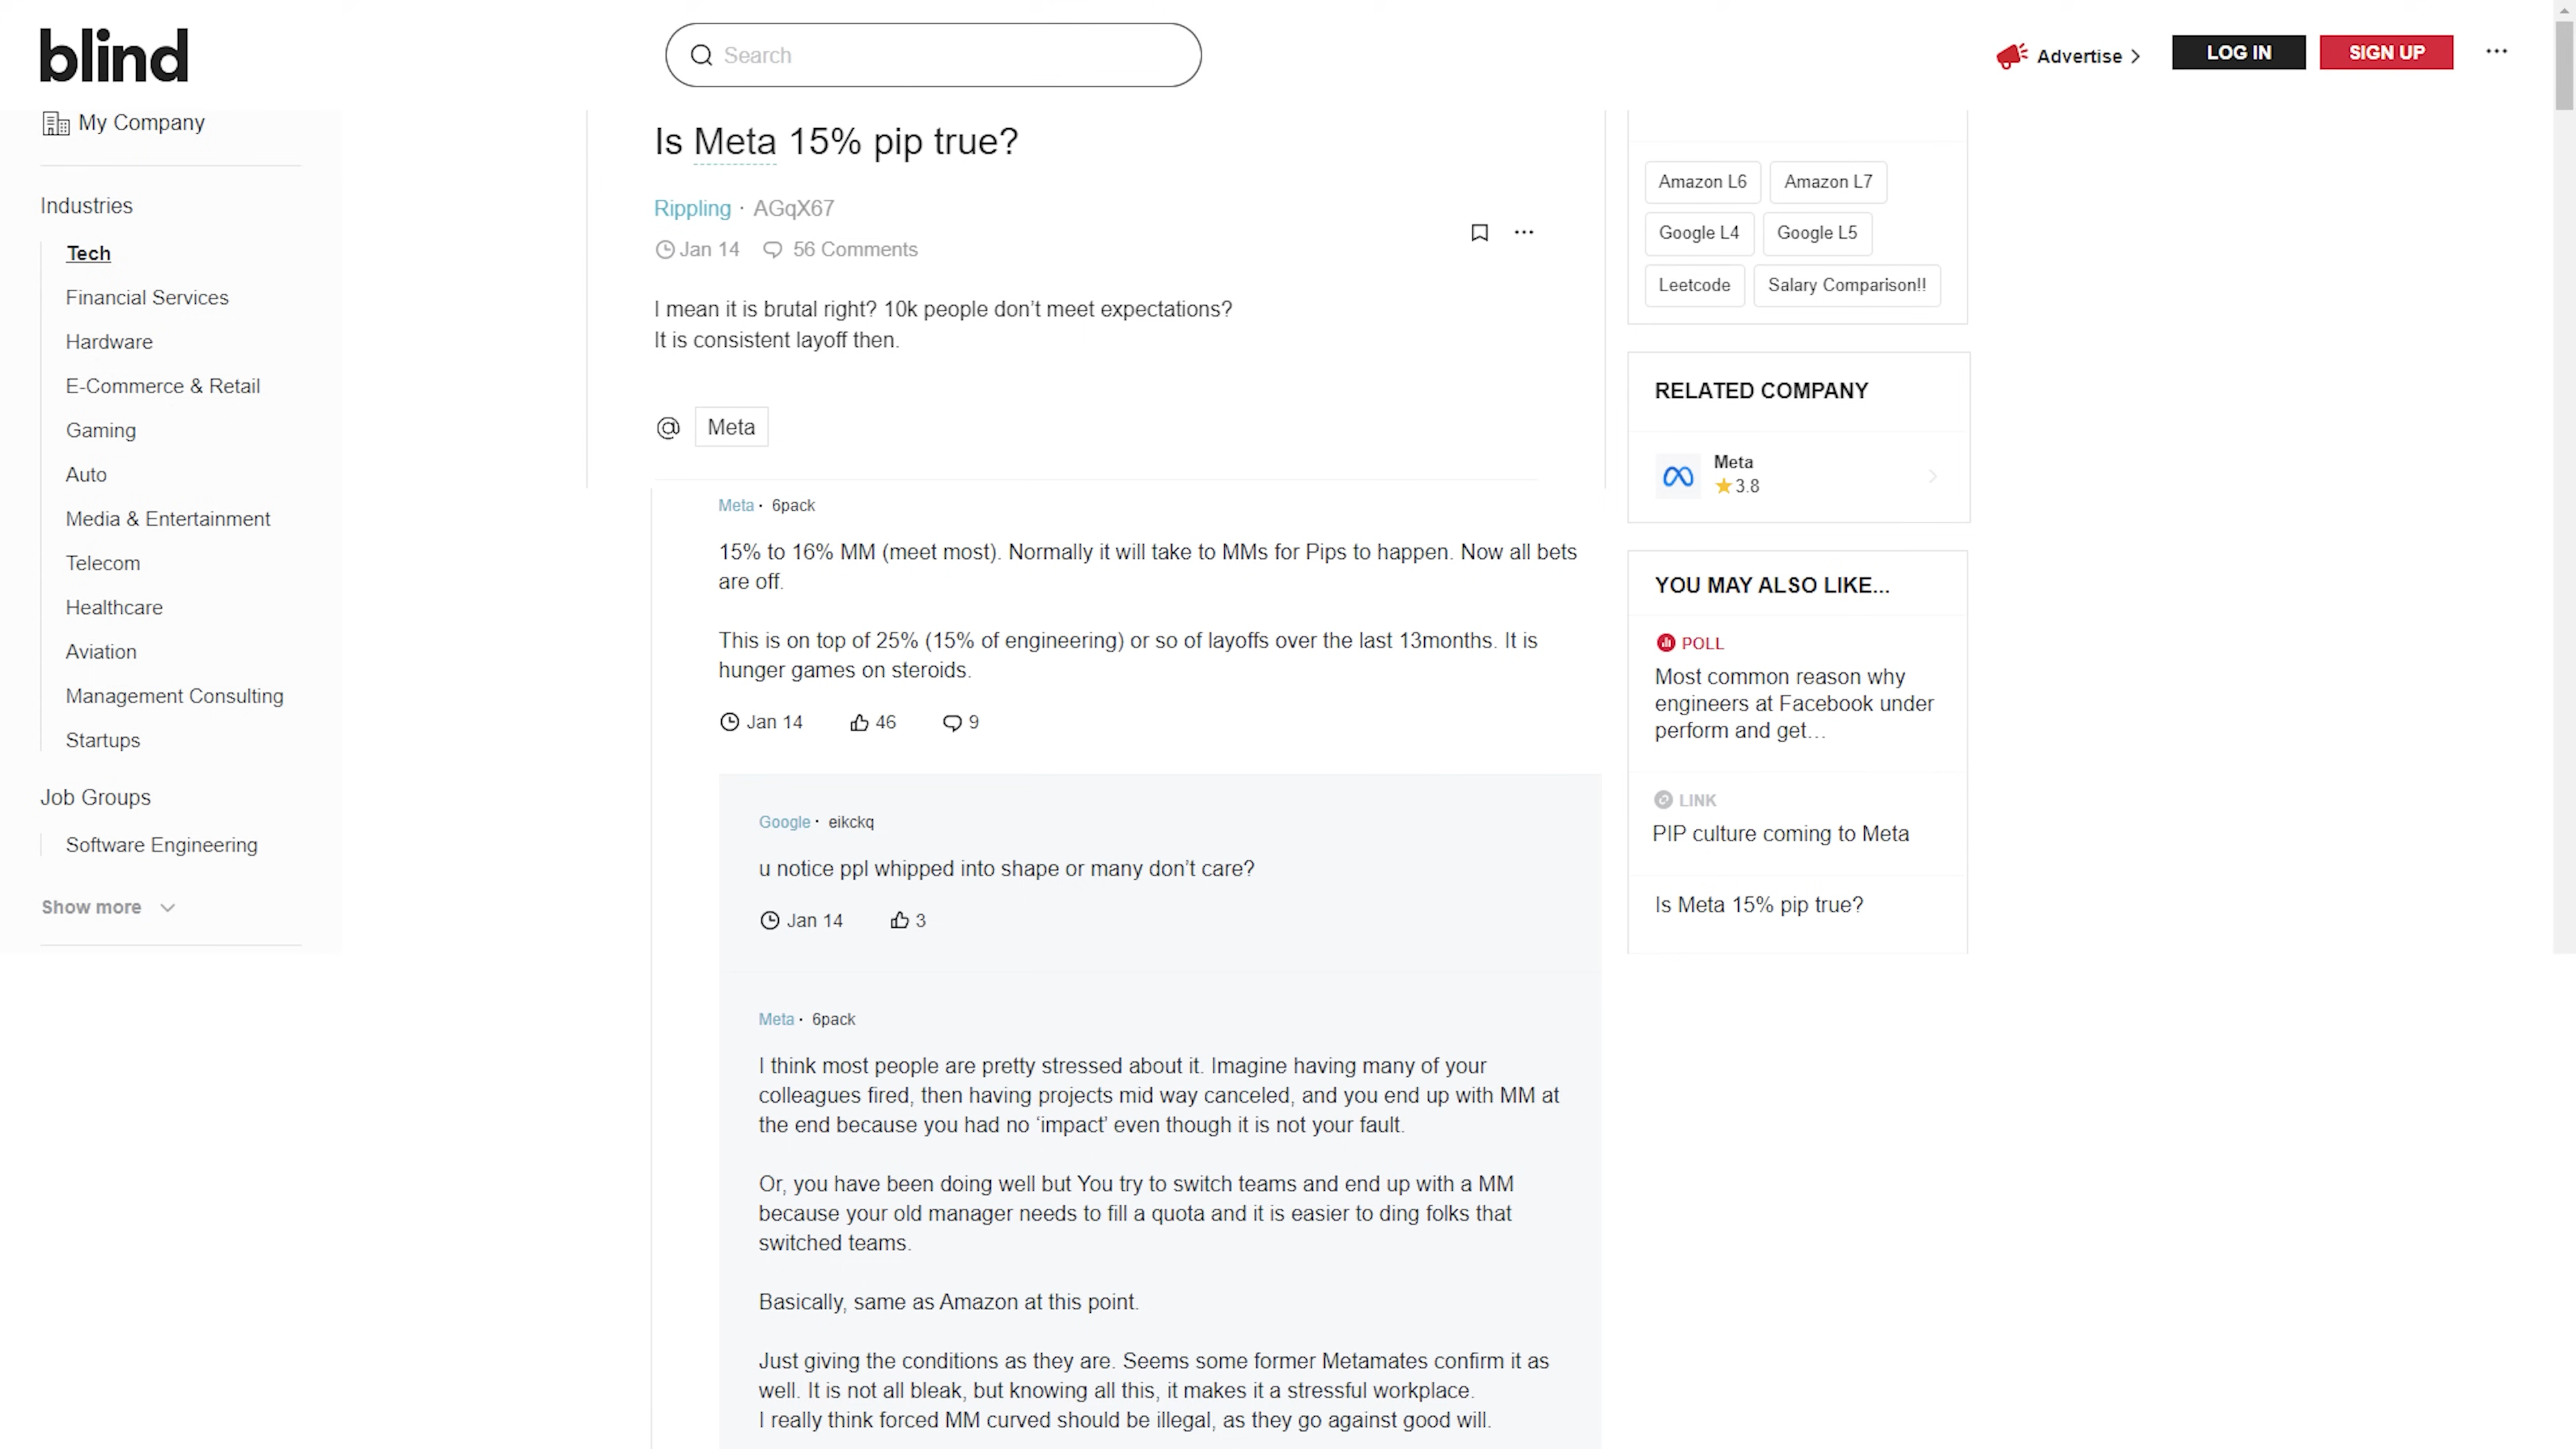 blind
Search
Advertise
LOG IN
SIGN UP
My Company
Industries
Tech
Financial Services
Hardware
E-Commerce & Retail
Gaming
Auto
Media & Entertainment
Telecom
Healthcare
Aviation
Management Consulting
Startups
Job Groups
Software Engineering
Show more
Is Meta 15% pip true?
Rippling · AGqX67
Jan 14 56 Comments
I mean it is brutal right? 10k people don’t meet expectations?
It is consistent layoff then.
@ Meta
Meta · 6pack
15% to 16% MM (meet most). Normally it will take to MMs for Pips to happen. Now all bets
are off.
This is on top of 25% (15% of engineering) or so of layoffs over the last 13months. It is
hunger games on steroids.
Jan 14 46 9
Google · eikckq
u notice ppl whipped into shape or many don’t care?
Jan 14 3
Meta · 6pack
I think most people are pretty stressed about it. Imagine having many of your
colleagues fired, then having projects mid way canceled, and you end up with MM at
the end because you had no ‘impact’ even though it is not your fault.
Or, you have been doing well but You try to switch teams and end up with a MM
because your old manager needs to fill a quota and it is easier to ding folks that
switched teams.
Basically, same as Amazon at this point.
Just giving the conditions as they are. Seems some former Metamates confirm it as
well. It is not all bleak, but knowing all this, it makes it a stressful workplace.
I really think forced MM curved should be illegal, as they go against good will.
Amazon L6 Amazon L7
Google L4 Google L5
Leetcode Salary Comparison!!
RELATED COMPANY
Meta
3.8
YOU MAY ALSO LIKE...
POLL
Most common reason why
engineers at Facebook under
perform and get…
LINK
PIP culture coming to Meta
Is Meta 15% pip true?